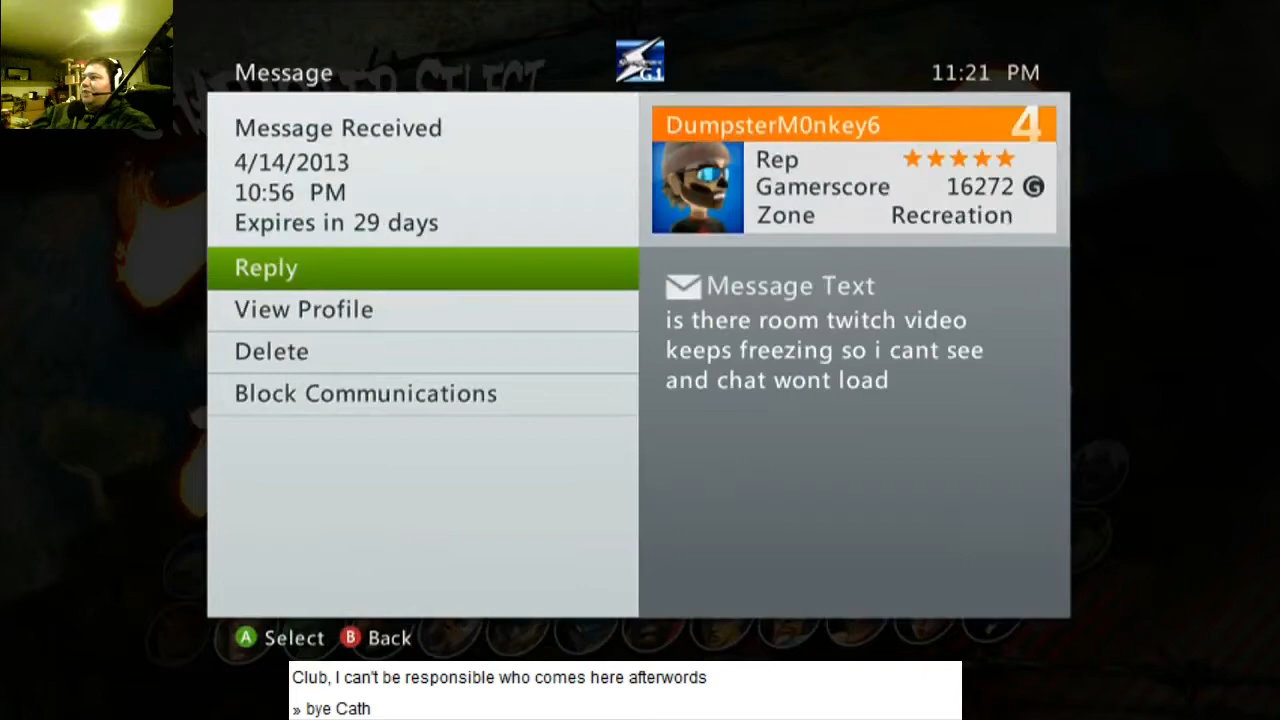 CHARACTER SELECT
Message
G1
11:21 PM
Message Received
4/14/2013
10:56 PM
Expires in 29 days
DumpsterM0nkey6
4
Rep
Gamerscore 16272 G
Zone Recreation
Reply
View Profile
Delete
Block Communications
Message Text
is there room twitch video
keeps freezing so i cant see
and chat wont load
A Select B Back
Club, I can't be responsible who comes here afterwords
» bye Cath